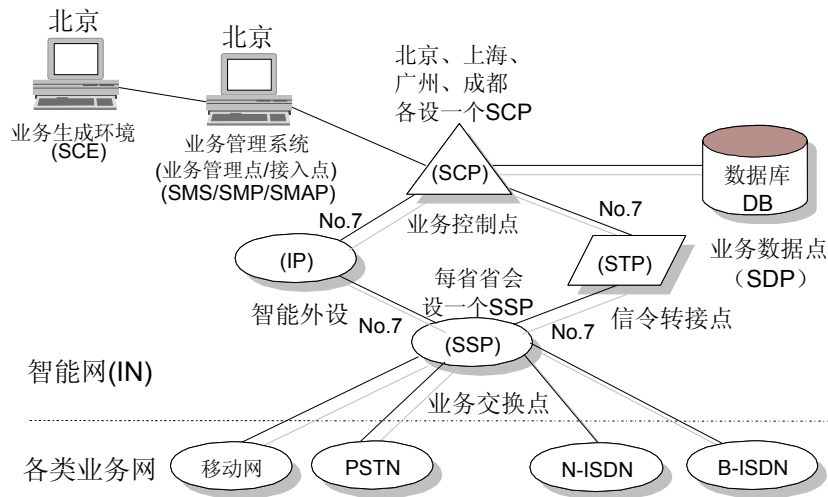 北京
北京
北京、上海、
广州、成都
各设一个SCP
业务生成环境
(SCE)
业务管理系统
(业务管理点/接入点)
(SMS/SMP/SMAP)
(SCP)
数据库
DB
No.7
业务控制点
No.7
业务数据点
（SDP）
(IP)
每省省会
设一个SSP
(STP)
智能外设
No.7
(SSP)
No.7
信令转接点
智能网(IN)
业务交换点
各类业务网
移动网
PSTN
N-ISDN
B-ISDN